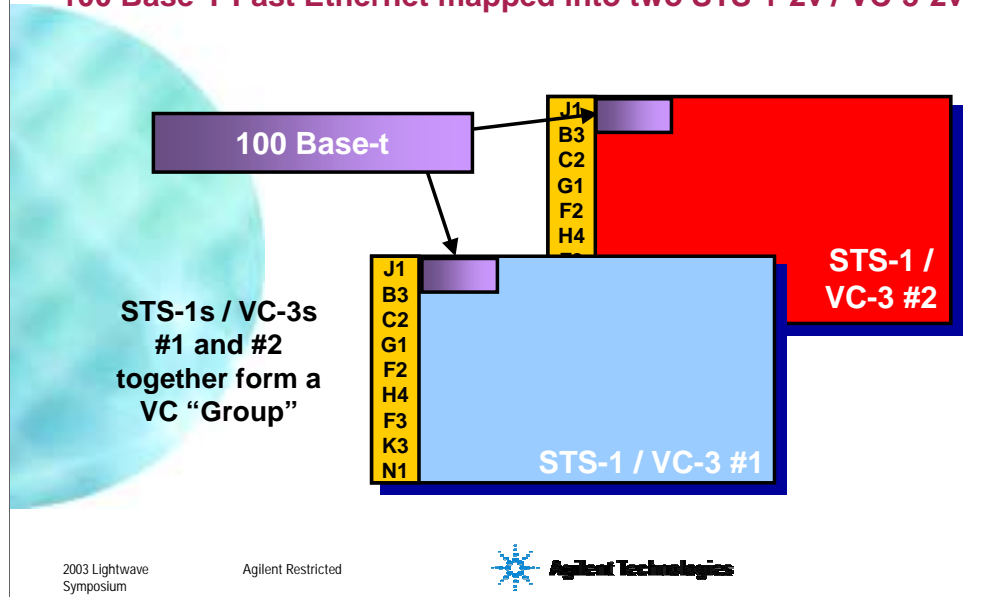 100 Base-T Fast Ethernet mapped into two STS-1-2v / VC-3-2v
100 Base-t
J1
B3
C2
G1
F2
H4
STS-1 /
VC-3 #2
J1
B3
C2
G1
F2
H4
F3
K3
N1
STS-1 / VC-3 #1
STS-1s / VC-3s
#1 and #2
together form a
VC “Group”
2003 Lightwave
Symposium
Agilent Restricted
Agilent Technologies